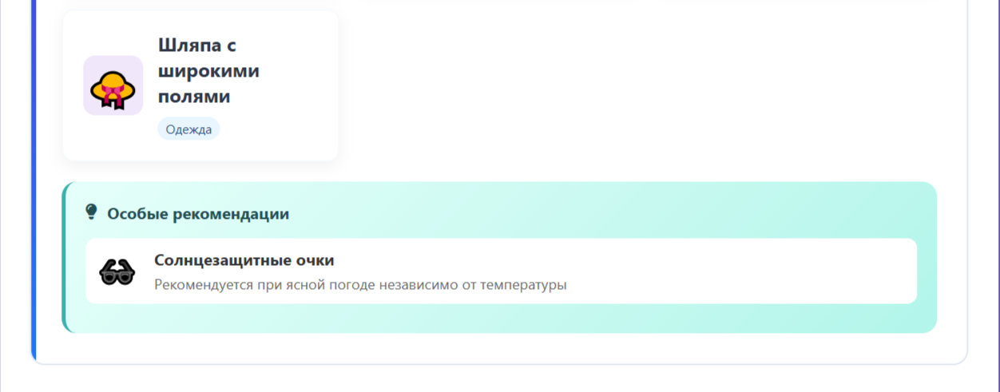 Шляпа с
широкими
полями
Одежда
Особые рекомендации
Солнцезащитные очки
Рекомендуется при ясной погоде независимо от температуры